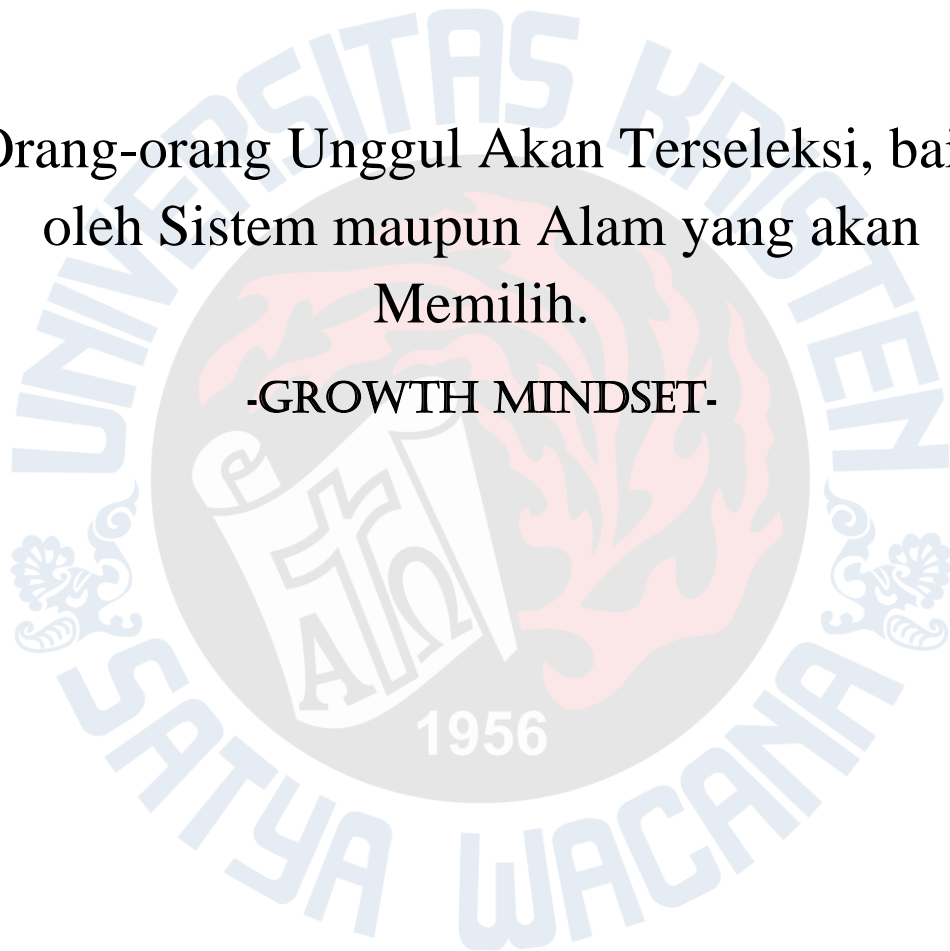 Orang-orang Unggul Akan Terseleksi, bai
oleh Sistem maupun Alam yang akan
Memilih.
-GROWTH MINDSET-
UNIVERSITAS KRISTEN
ΑΩ
1956
SATYA WACANA